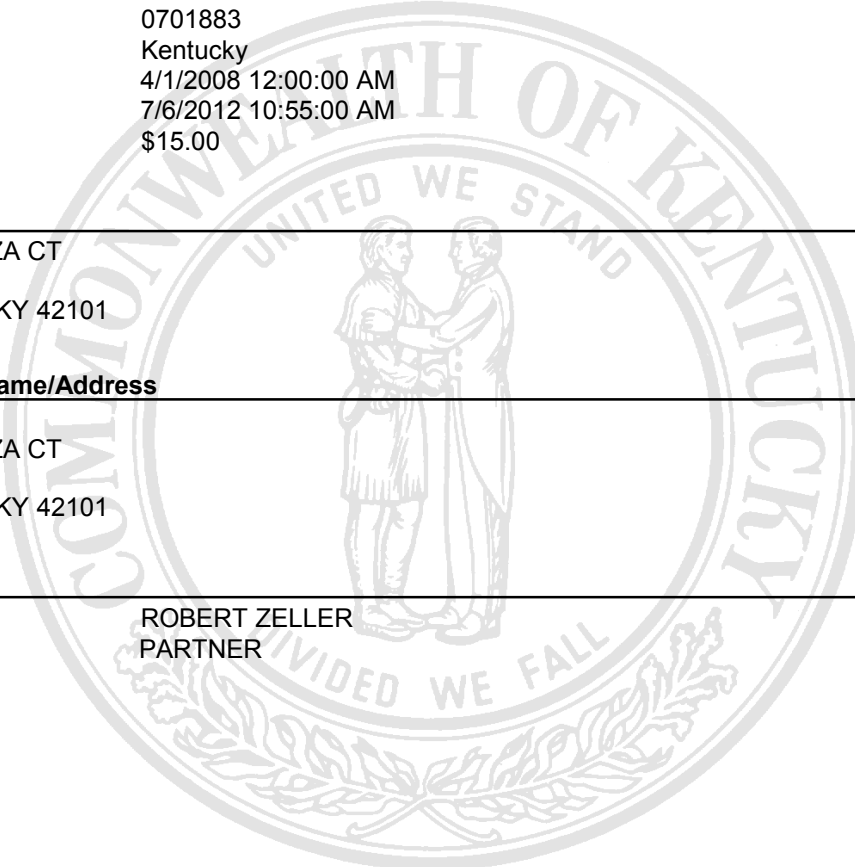 0701883
Kentucky
4/1/2008 12:00:00 AM
7/6/2012 10:55:00 AM
$15.00
COMMONWEALTH OF KENTUCKY
UNITED WE STAND
ZA CT
KY 42101
ame/Address
ZA CT
KY 42101
ROBERT ZELLER
PARTNER
DIVIDED WE FALL